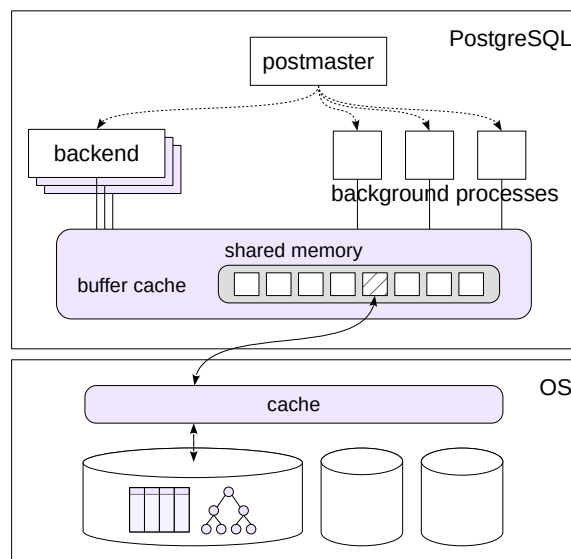 PostgreSQL
postmaster
backend
background processes
shared memory
buffer cache
OS
cache